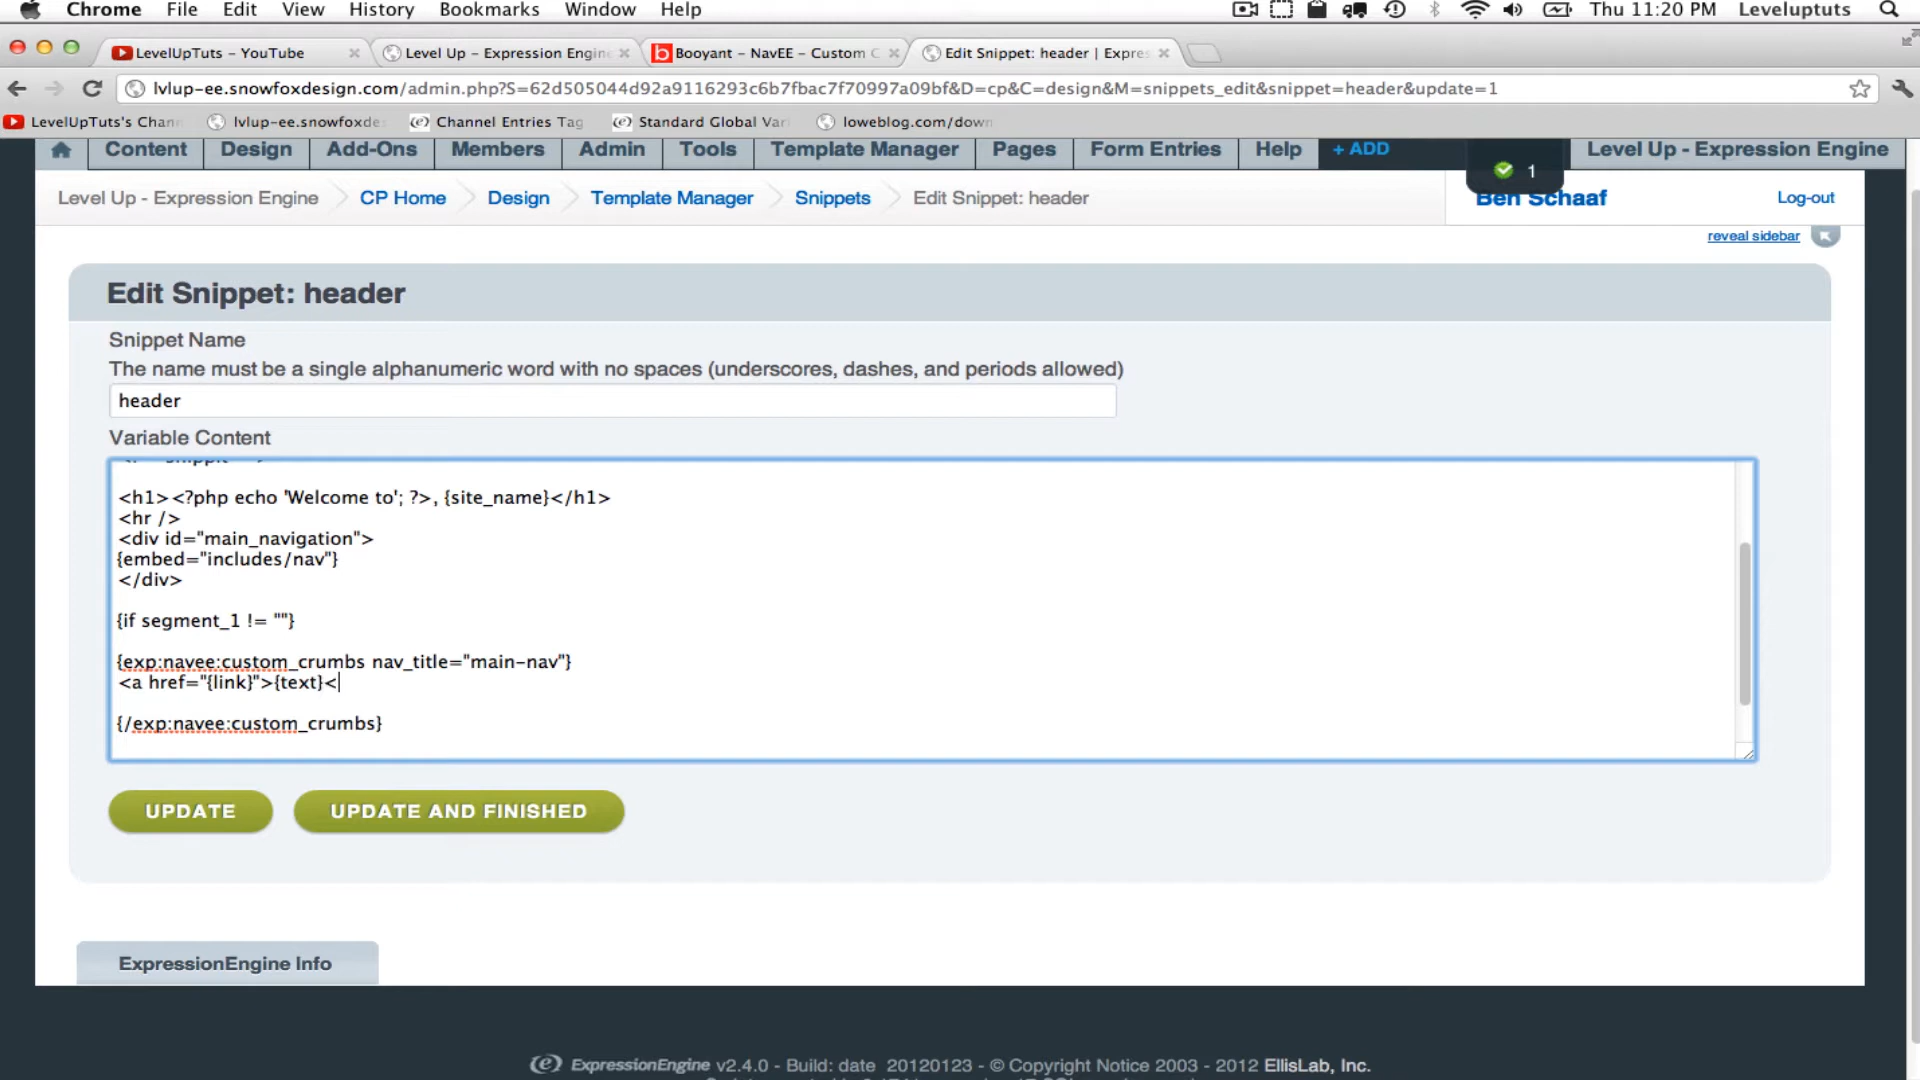 Chrome File Edit View History Bookmarks Window Help Thu 11:20 PM Leveluptuts
LevelUpTuts - YouTube Level Up - Expression Engin Booyant - NavEE - Custom C Edit Snippet: header | Expres
lvlup-ee.snowfoxdesign.com/admin.php?S=62d505044d92a9116293c6b7fbac7f70997a09bf&D=cp&C=design&M=snippets_edit&snippet=header&update=1
LevelUpTuts's Chan lvlup-ee.snowfoxde Channel Entries Tag Standard Global Var loweblog.com/down
Content Design Add-Ons Members Admin Tools Template Manager Pages Form Entries Help + ADD 1 Level Up - Expression Engine
Level Up - Expression Engine CP Home Design Template Manager Snippets Edit Snippet: header Ben Schaaf Log-out
reveal sidebar
Edit Snippet: header
Snippet Name
The name must be a single alphanumeric word with no spaces (underscores, dashes, and periods allowed)
header
Variable Content
<h1><?php echo 'Welcome to'; ?>, {site_name}</h1>
<hr />
<div id="main_navigation">
{embed="includes/nav"}
</div>
{if segment_1 != ""}
{exp:navee:custom_crumbs nav_title="main-nav"}
<a href="{link}">{text}<
{/exp:navee:custom_crumbs}
UPDATE UPDATE AND FINISHED
ExpressionEngine Info
ExpressionEngine v2.4.0 - Build: date 20120123 - © Copyright Notice 2003 - 2012 EllisLab, Inc.